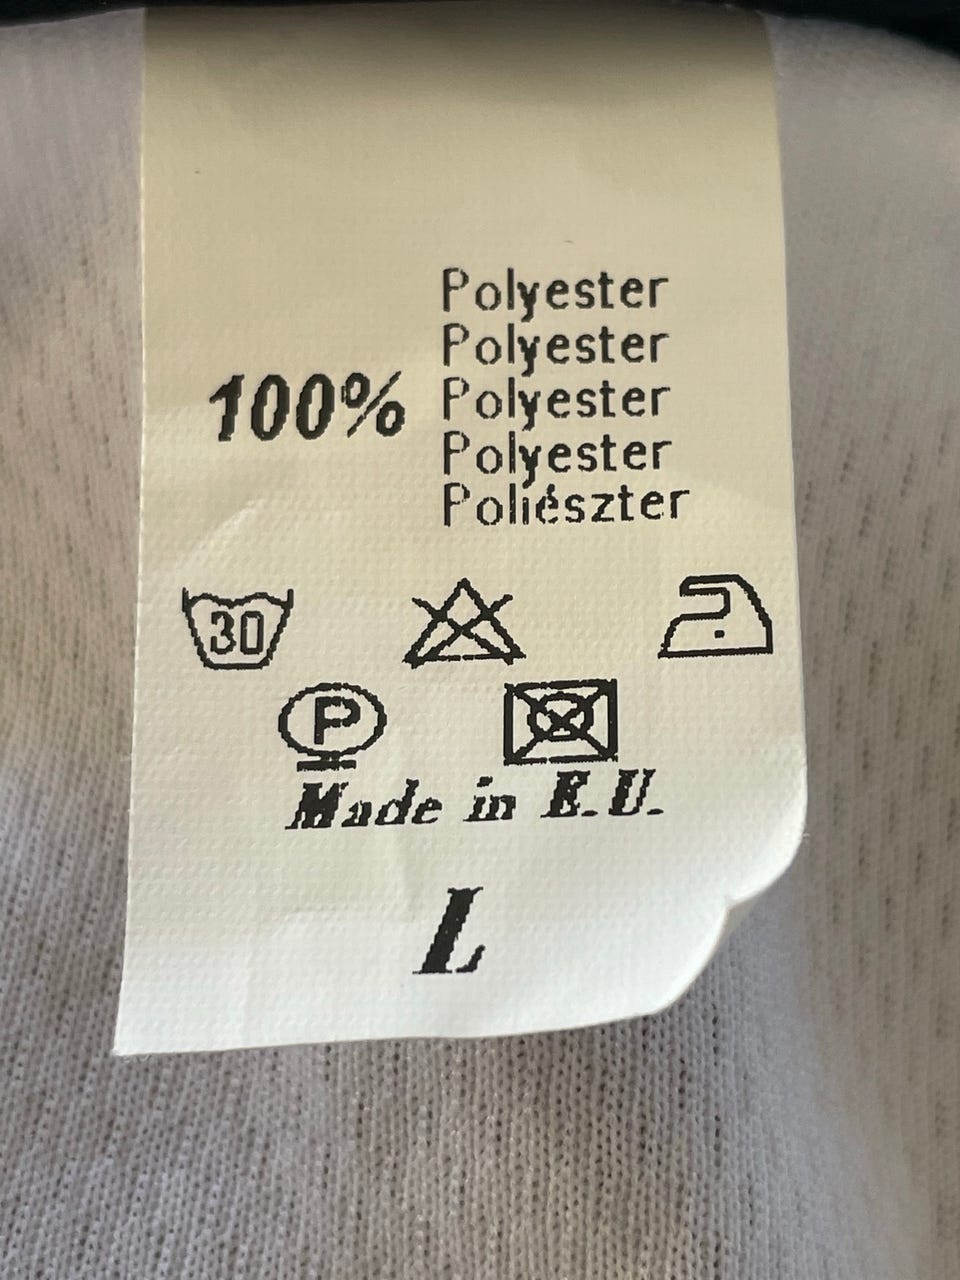 Polyester
Polyester
100% Polyester
Polyester
Poliészter
30
P
Made in E.U.
L